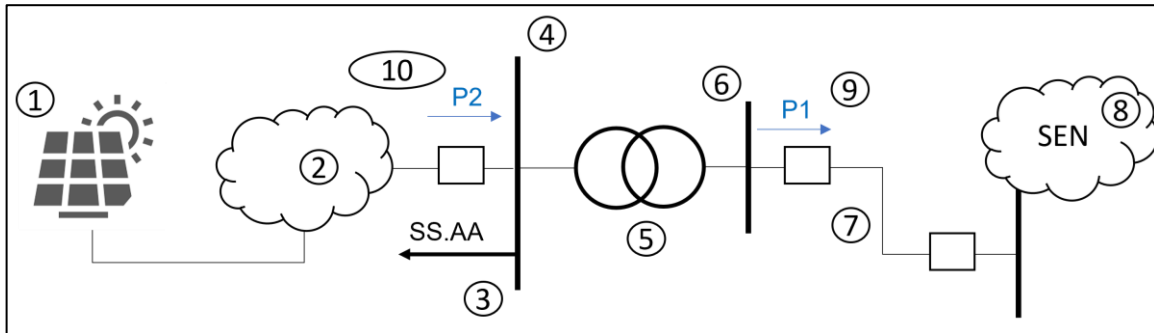 ①
②
③
④
⑤
⑥
⑦
⑧
⑨
10
P2
P1
SEN
SS.AA